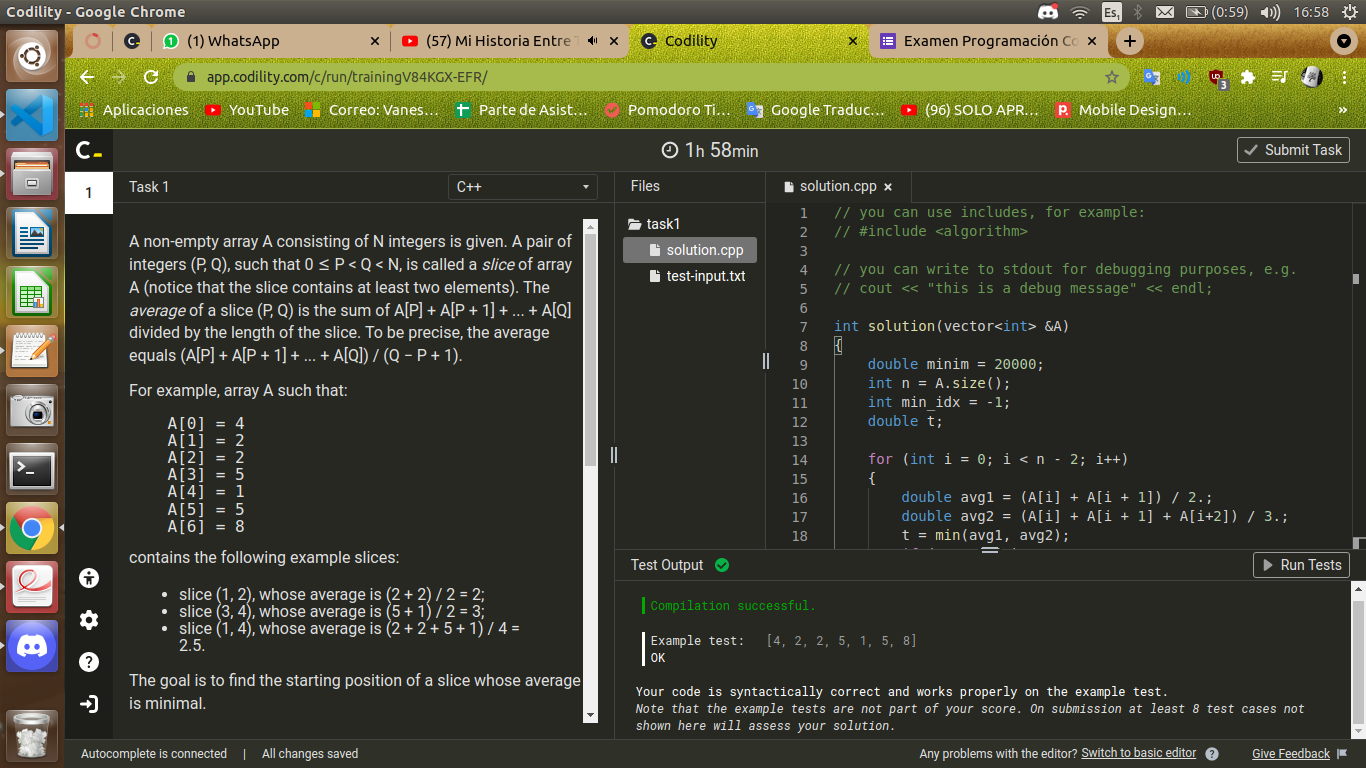 Codility - Google Chrome
Es1 (0:59) 16:58
(1) WhatsApp
(57) Mi Historia Entre T
Codility
Examen Programación Co
app.codility.com/c/run/trainingV84KGX-EFR/
3
Aplicaciones
YouTube
Correo: Vanes...
Parte de Asist...
Pomodoro Ti...
Google Traduc...
(96) SOLO APR...
Mobile Design...
»
C_
1h 58min
Submit Task
1
Task 1
C++
Files
solution.cpp ×
A non-empty array A consisting of N integers is given. A pair of
integers (P, Q), such that 0 ≤ P < Q < N, is called a slice of array
A (notice that the slice contains at least two elements). The
average of a slice (P, Q) is the sum of A[P] + A[P + 1] + ... + A[Q]
divided by the length of the slice. To be precise, the average
equals (A[P] + A[P + 1] + ... + A[Q]) / (Q − P + 1).
For example, array A such that:
A[0] = 4
A[1] = 2
A[2] = 2
A[3] = 5
A[4] = 1
A[5] = 5
A[6] = 8
contains the following example slices:
• slice (1, 2), whose average is (2 + 2) / 2 = 2;
• slice (3, 4), whose average is (5 + 1) / 2 = 3;
• slice (1, 4), whose average is (2 + 2 + 5 + 1) / 4 =
2.5.
The goal is to find the starting position of a slice whose average
is minimal.
task1
solution.cpp
test-input.txt
1 // you can use includes, for example:
2 // #include <algorithm>
3
4 // you can write to stdout for debugging purposes, e.g.
5 // cout << "this is a debug message" << endl;
6
7 int solution(vector<int> &A)
8 {
9 double minim = 20000;
10 int n = A.size();
11 int min_idx = -1;
12 double t;
13
14 for (int i = 0; i < n - 2; i++)
15 {
16 double avg1 = (A[i] + A[i + 1]) / 2.;
17 double avg2 = (A[i] + A[i + 1] + A[i+2]) / 3.;
18 t = min(avg1, avg2);
Test Output
Run Tests
Compilation successful.
Example test: [4, 2, 2, 5, 1, 5, 8]
OK
Your code is syntactically correct and works properly on the example test.
Note that the example tests are not part of your score. On submission at least 8 test cases not
shown here will assess your solution.
Autocomplete is connected | All changes saved
Any problems with the editor? Switch to basic editor ? Give Feedback